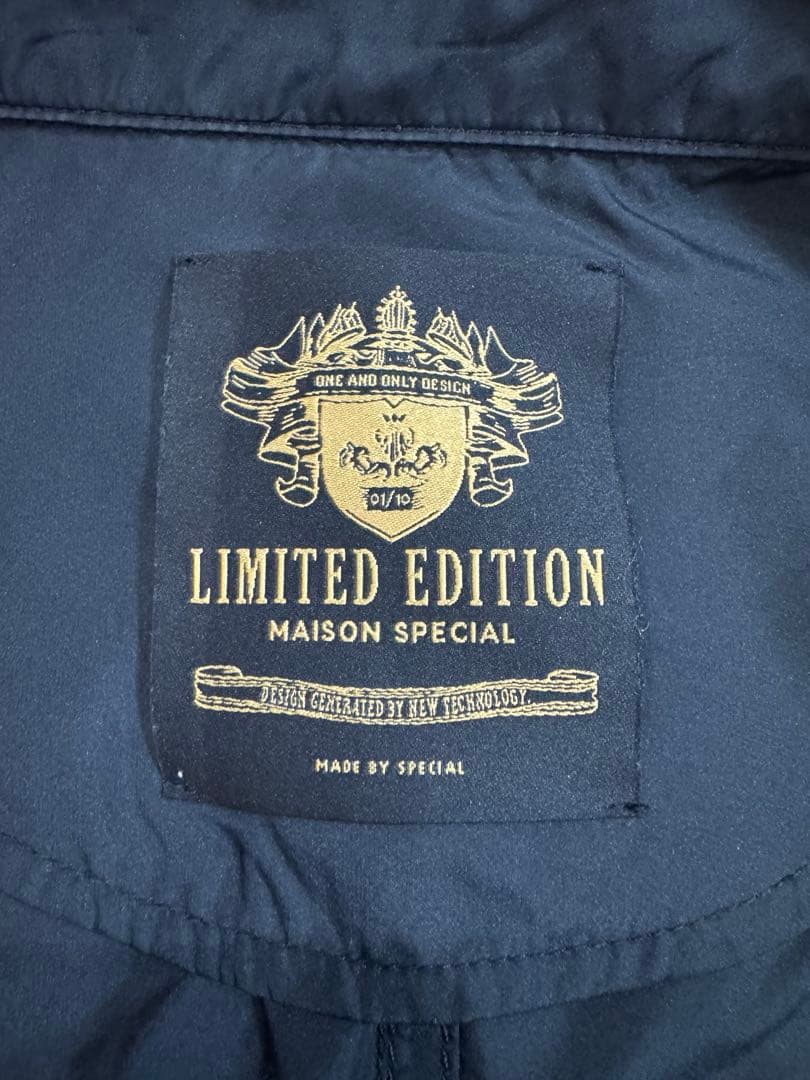 ONE AND ONLY DESIGN
01/10
LIMITED EDITION
MAISON SPECIAL
DESIGN GENERATED BY NEW TECHNOLOGY.
MADE BY SPECIAL